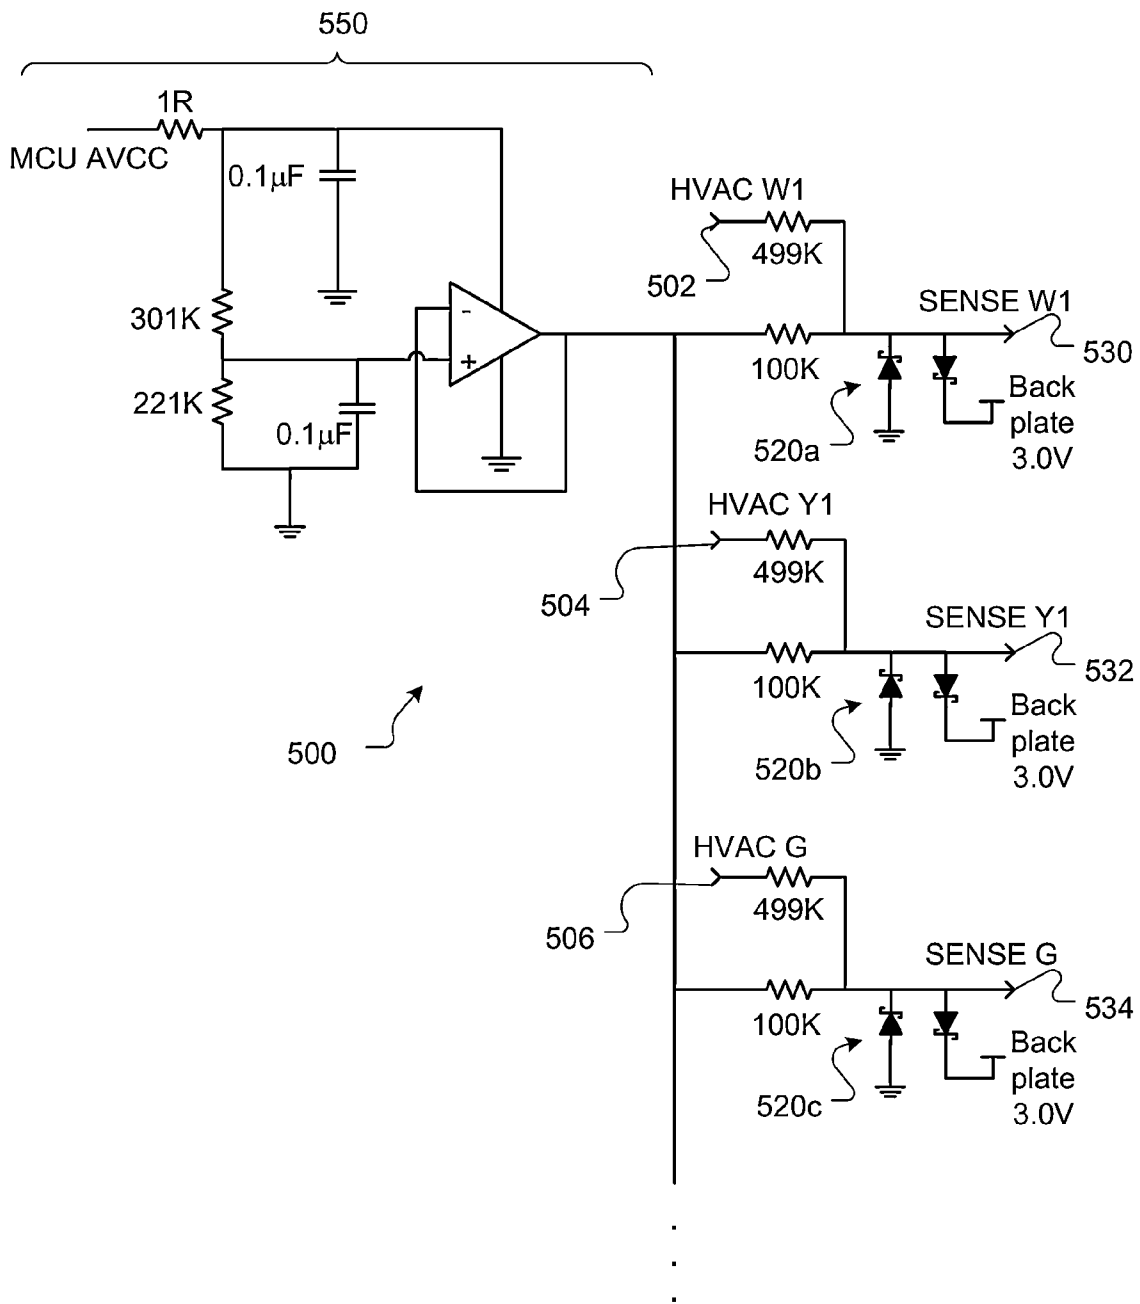 550
1R
MCU AVCC
0.1μF
HVAC W1
499K
502
SENSE W1
301K
-
+
530
100K
Back
plate
3.0V
221K
0.1μF
520a
HVAC Y1
499K
504
SENSE Y1
532
100K
Back
plate
3.0V
500
520b
HVAC G
499K
506
SENSE G
534
100K
Back
plate
3.0V
520c